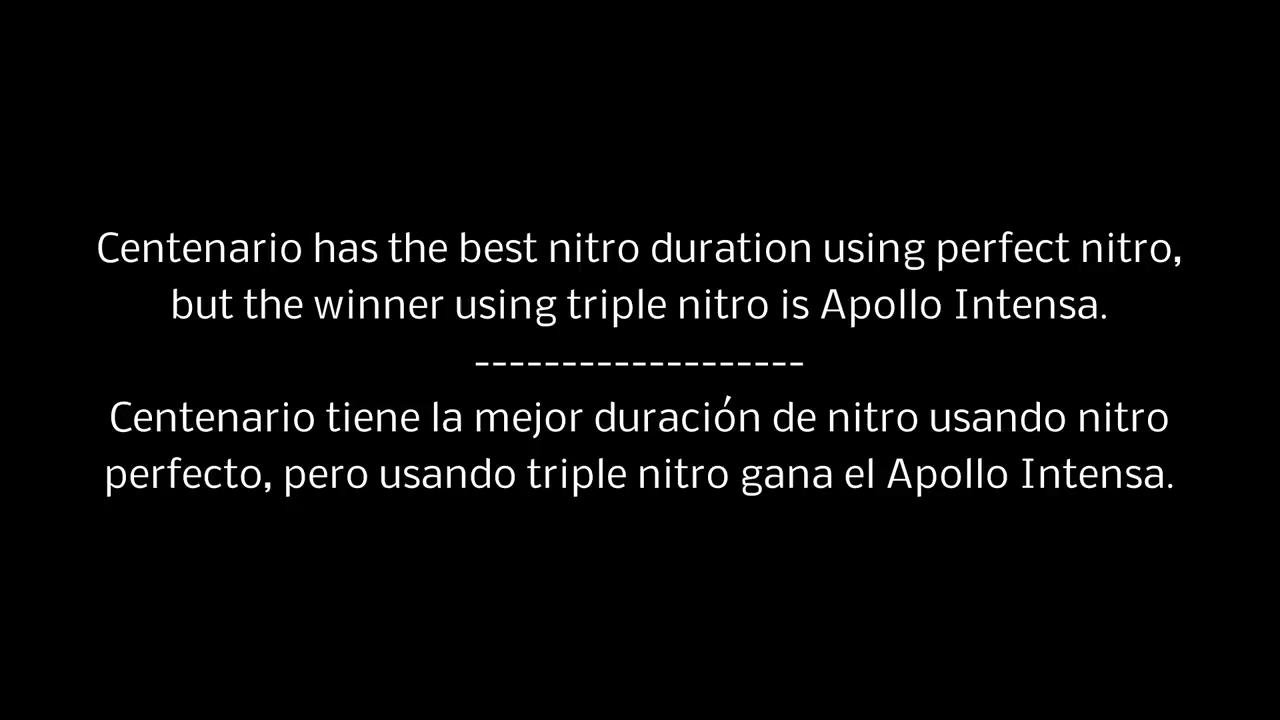 Centenario has the best nitro duration using perfect nitro,
but the winner using triple nitro is Apollo Intensa.
-------------------
Centenario tiene la mejor duración de nitro usando nitro
perfecto, pero usando triple nitro gana el Apollo Intensa.